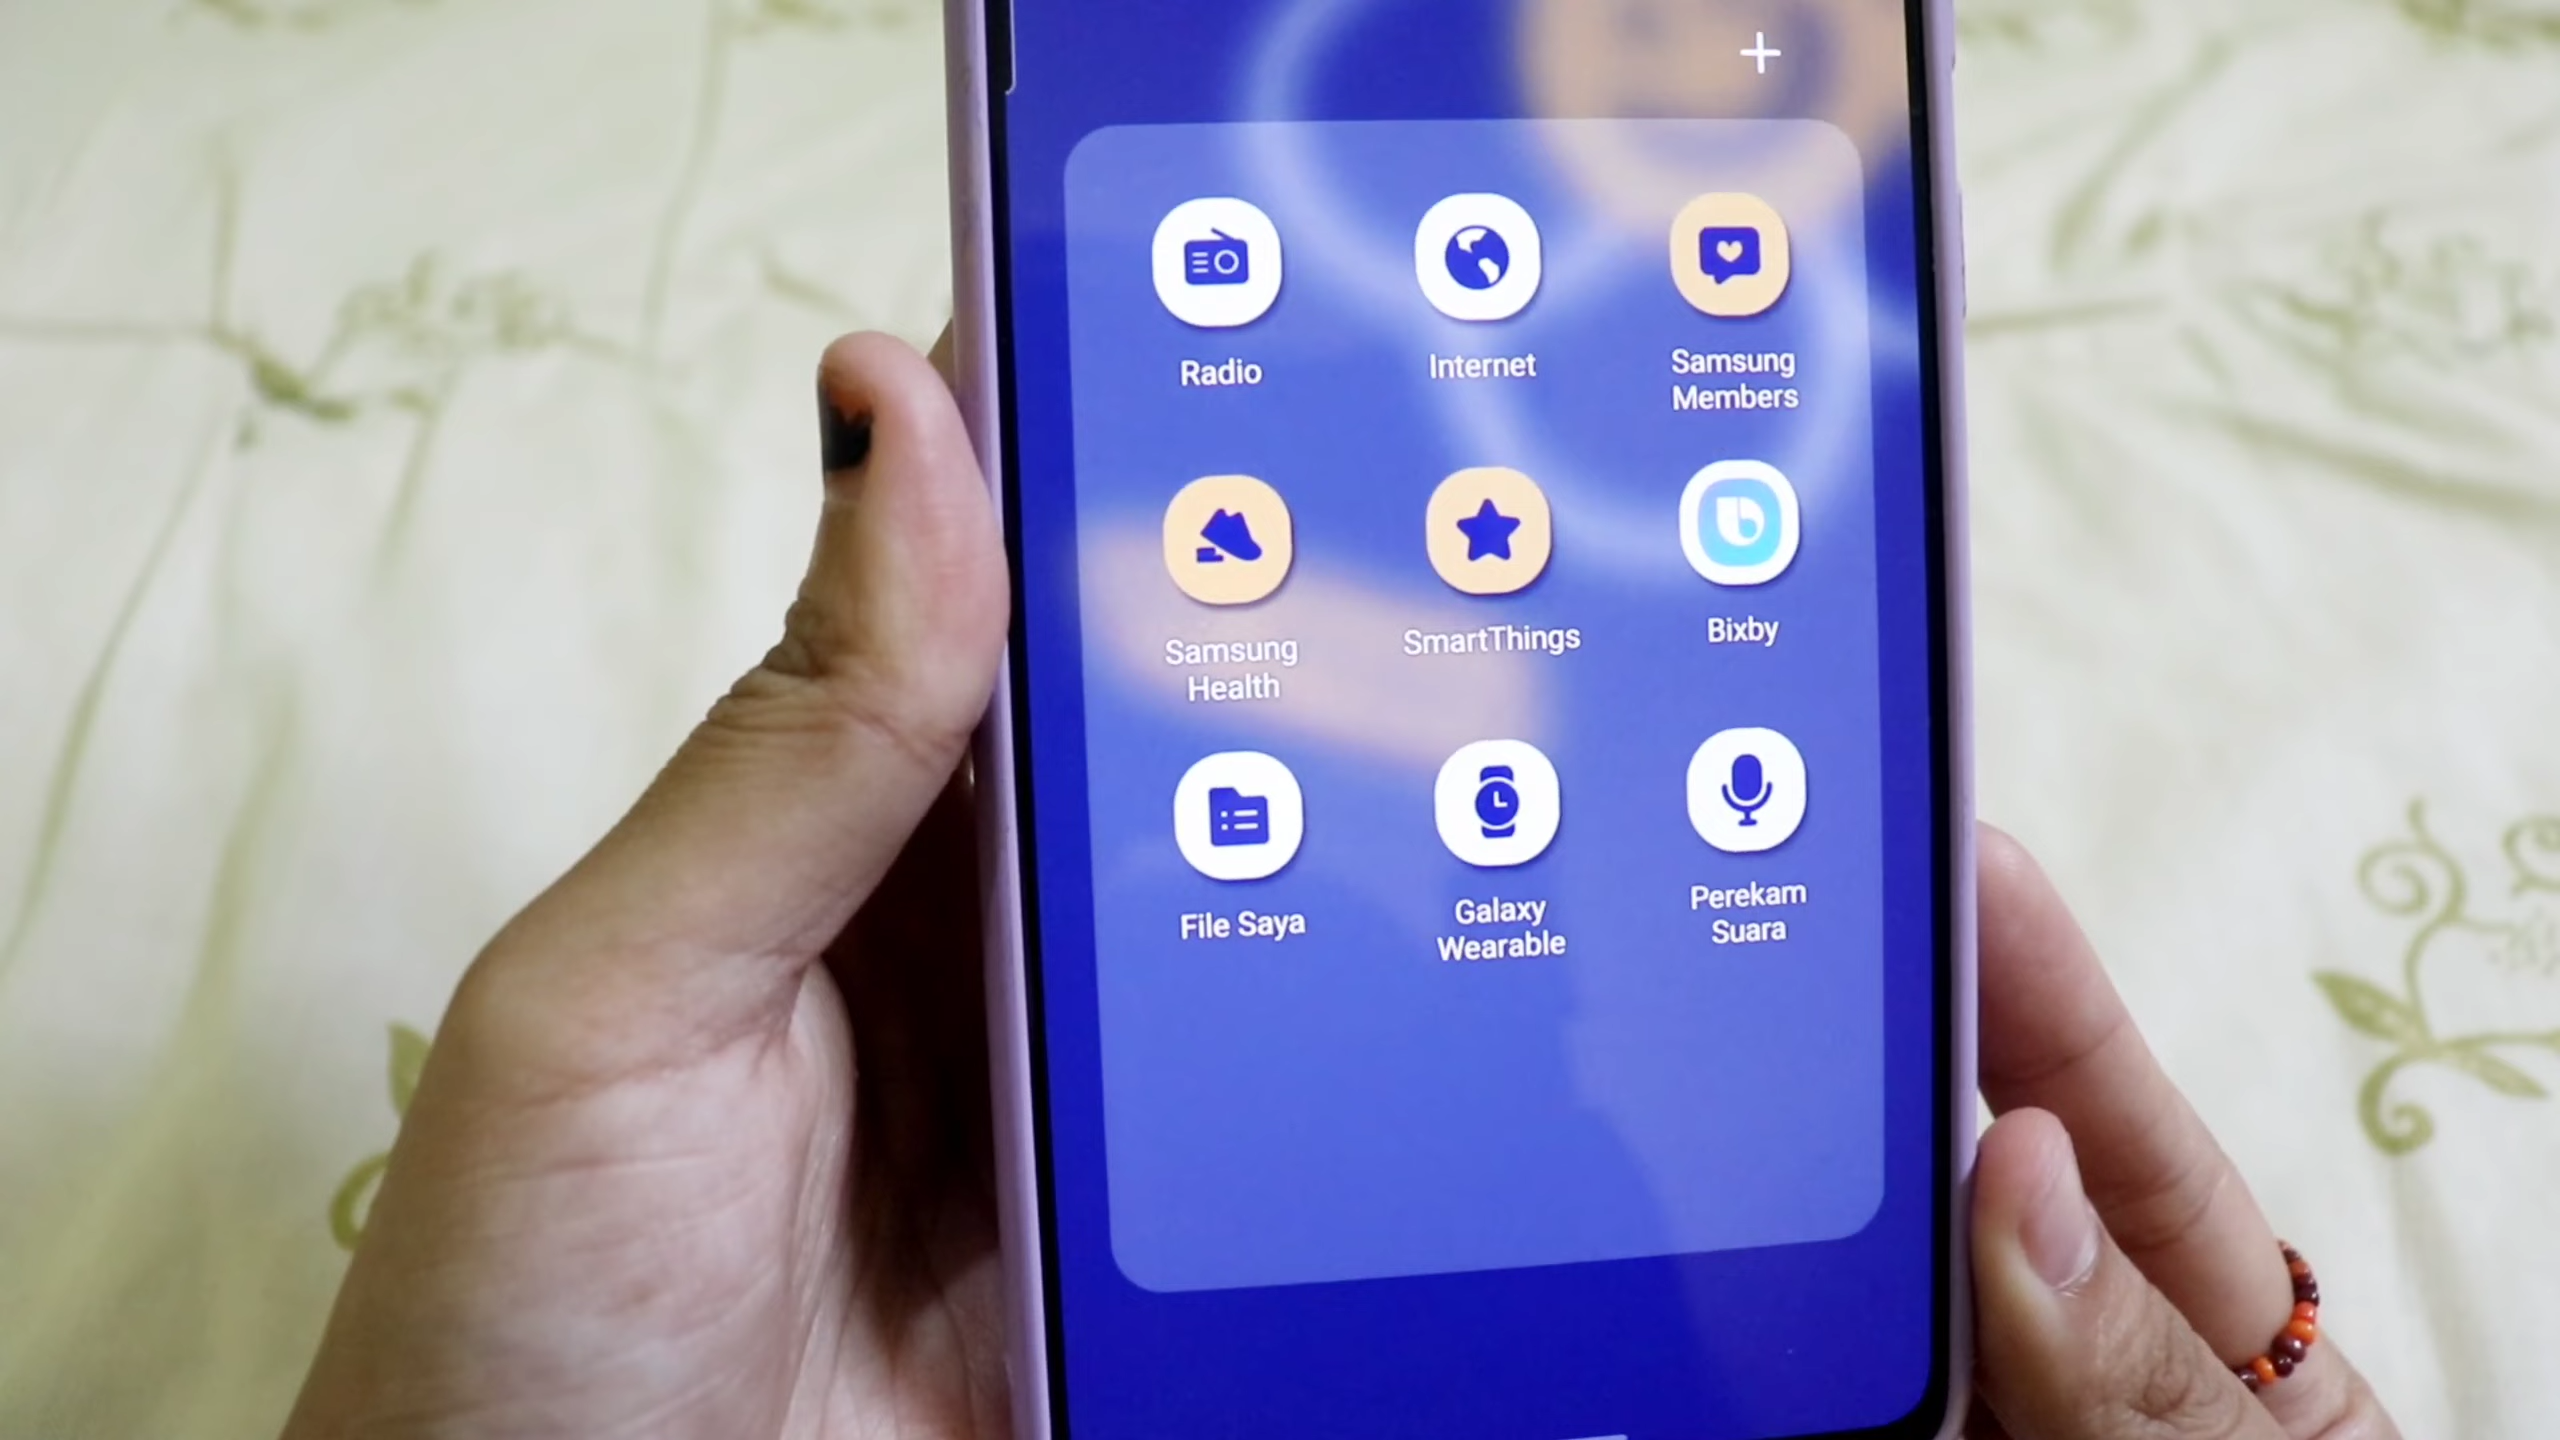 Radio
Internet
Samsung
Members
Samsung
Health
SmartThings
Bixby
File Saya
Galaxy
Wearable
Perekam
Suara